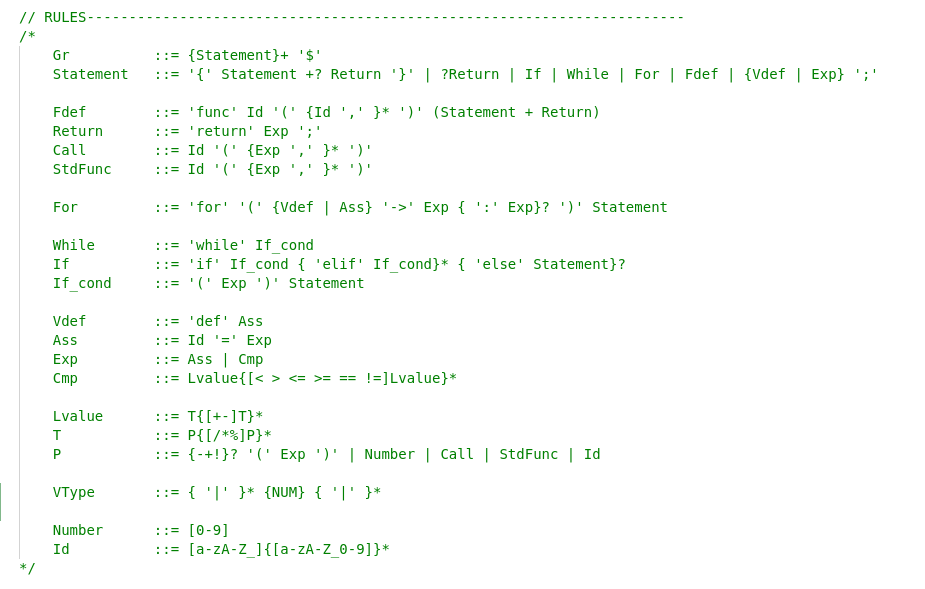 // RULES-----------------------------------------------------------------------
/*
Gr ::= {Statement}+ '$'
Statement ::= '{' Statement +? Return '}' | ?Return | If | While | For | Fdef | {Vdef | Exp} ';'
Fdef ::= 'func' Id '(' {Id ',' }* ')' (Statement + Return)
Return ::= 'return' Exp ';'
Call ::= Id '(' {Exp ',' }* ')'
StdFunc ::= Id '(' {Exp ',' }* ')'
For ::= 'for' '(' {Vdef | Ass} '->' Exp { ':' Exp}? ')' Statement
While ::= 'while' If_cond
If ::= 'if' If_cond { 'elif' If_cond}* { 'else' Statement}?
If_cond ::= '(' Exp ')' Statement
Vdef ::= 'def' Ass
Ass ::= Id '=' Exp
Exp ::= Ass | Cmp
Cmp ::= Lvalue{[< > <= >= == !=]Lvalue}*
Lvalue ::= T{[+-]T}*
T ::= P{[/*%]P}*
P ::= {-+!}? '(' Exp ')' | Number | Call | StdFunc | Id
VType ::= { '|' }* {NUM} { '|' }*
Number ::= [0-9]
Id ::= [a-zA-Z_]{[a-zA-Z_0-9]}*
*/